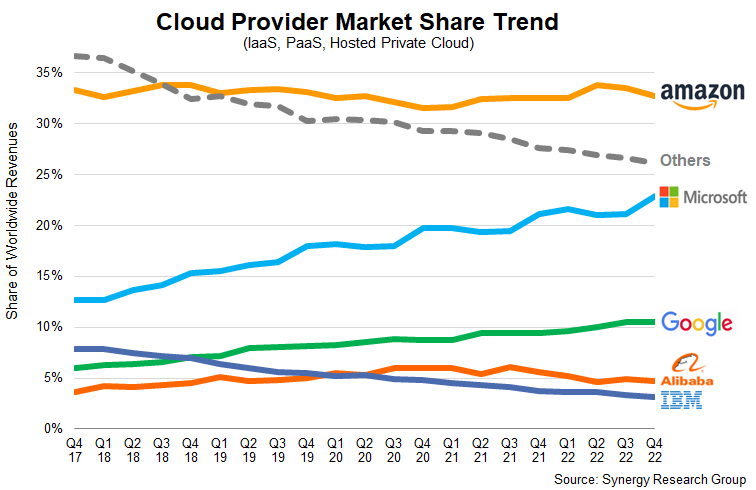 Cloud Provider Market Share Trend
(IaaS, PaaS, Hosted Private Cloud)
Share of Worldwide Revenues
35%
30%
25%
20%
15%
10%
5%
0%
amazon
Others
Microsoft
Google
Alibaba
IBM
Q4 Q1 Q2 Q3 Q4 Q1 Q2 Q3 Q4 Q1 Q2 Q3 Q4 Q1 Q2 Q3 Q4 Q1 Q2 Q3 Q4
17 18 18 18 18 19 19 19 19 20 20 20 20 21 21 21 21 22 22 22 22
Source: Synergy Research Group